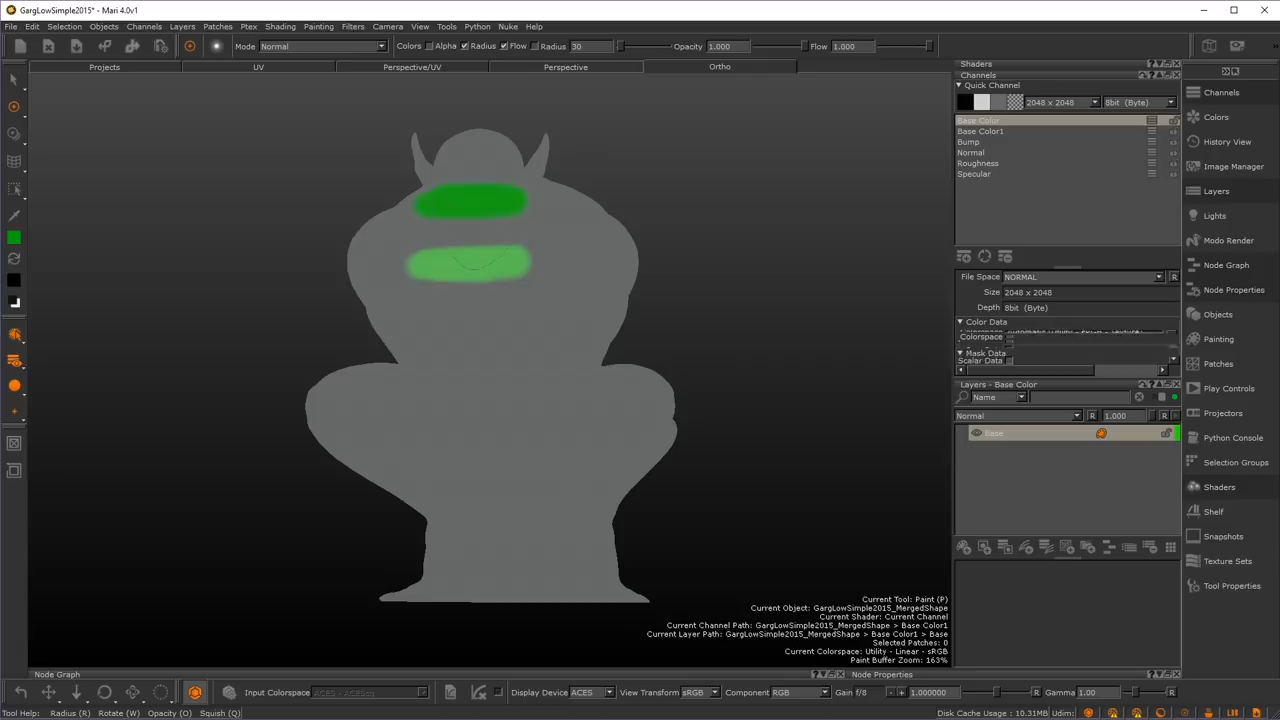 GargLowSimple2015* - Mari 4.0v1
File Edit Selection Objects Channels Layers Patches Ptex Shading Painting Filters Camera View Tools Python Nuke Help
Mode Normal Colors Alpha Radius Flow Radius 30 Opacity 1.000 Flow 1.000
Projects UV Perspective/UV Perspective Ortho
Shaders
Channels
Quick Channel
2048 x 2048 8bit (Byte)
Base Color
Base Color1
Bump
Normal
Roughness
Specular
File Space NORMAL R
Size 2048 x 2048
Depth 8bit (Byte)
Color Data
Colorspace
Mask Data
Scalar Data
Layers - Base Color
Name
Normal R 1.000 R
Base
Channels
Colors
History View
Image Manager
Layers
Lights
Modo Render
Node Graph
Node Properties
Objects
Painting
Patches
Play Controls
Projectors
Python Console
Selection Groups
Shaders
Shelf
Snapshots
Texture Sets
Tool Properties
Current Tool: Paint (P)
Current Object: GargLowSimple2015_MergedShape
Current Shader: Current Channel
Current Channel Path: GargLowSimple2015_MergedShape > Base Color1
Current Layer Path: GargLowSimple2015_MergedShape > Base Color1 > Base
Selected Patches: 0
Current Colorspace: Utility - Linear - sRGB
Paint Buffer Zoom: 163%
Node Graph Node Properties
Input Colorspace ACES - ACEScg Display Device ACES View Transform sRGB Component RGB Gain f/8 - + 1.000000 R Gamma 1.00 R
Tool Help: Radius (R) Rotate (W) Opacity (O) Squish (Q) Disk Cache Usage : 10.31MB Udim: